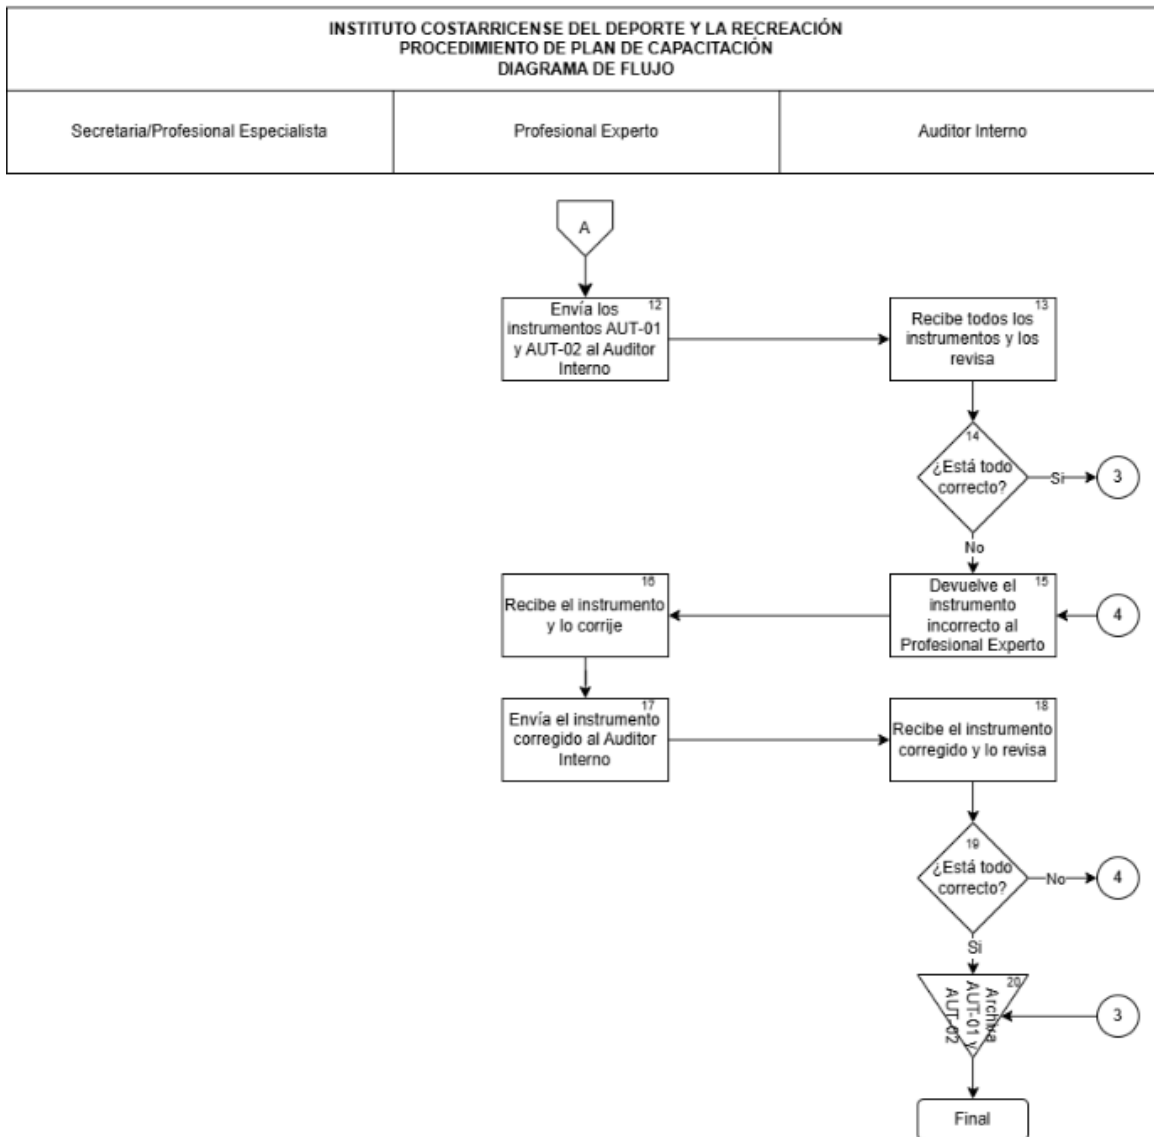 INSTITUTO COSTARRICENSE DEL DEPORTE Y LA RECREACIÓN
PROCEDIMIENTO DE PLAN DE CAPACITACIÓN
DIAGRAMA DE FLUJO
Secretaria/Profesional Especialista
Profesional Experto
Auditor Interno
A
12
Envía los
instrumentos AUT-01
y AUT-02 al Auditor
Interno
13
Recibe todos los
instrumentos y los
revisa
14
¿Está todo
correcto?
Si
3
No
15
Devuelve el
instrumento
incorrecto al
Profesional Experto
4
16
Recibe el instrumento
y lo corrije
17
Envía el instrumento
corregido al Auditor
Interno
18
Recibe el instrumento
corregido y lo revisa
19
¿Está todo
correcto?
No
4
Si
20
Archiva
AUT-01 y
AUT-02
3
Final